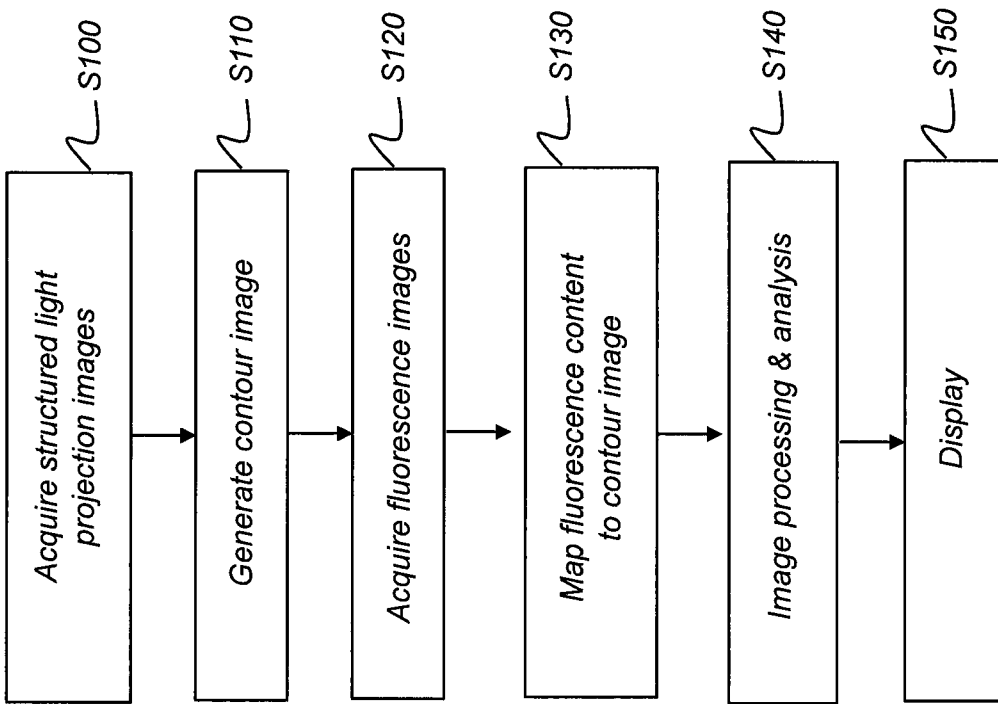 Acquire structured light
projection images
S100
Generate contour image
S110
Acquire fluorescence images
S120
Map fluorescence content
to contour image
S130
Image processing & analysis
S140
Display
S150